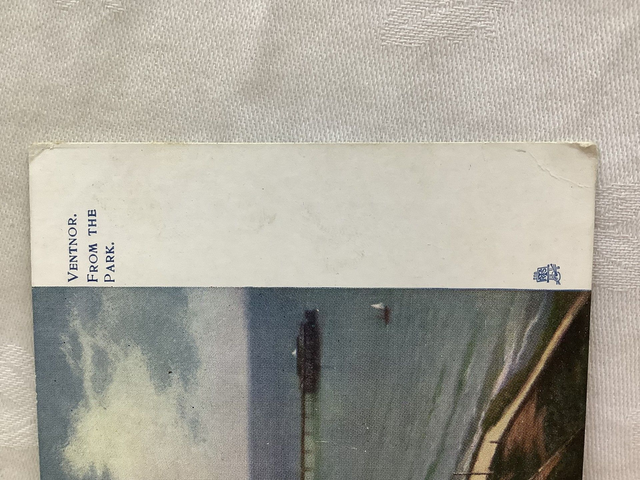 VENTNOR.
FROM THE
PARK.